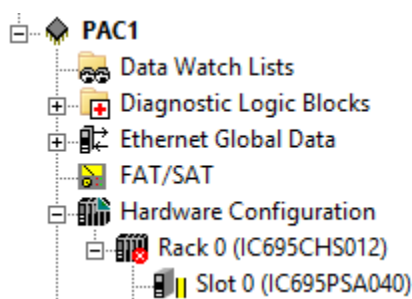 PAC1
Data Watch Lists
Diagnostic Logic Blocks
Ethernet Global Data
FAT/SAT
Hardware Configuration
Rack 0 (IC695CHS012)
Slot 0 (IC695PSA040)